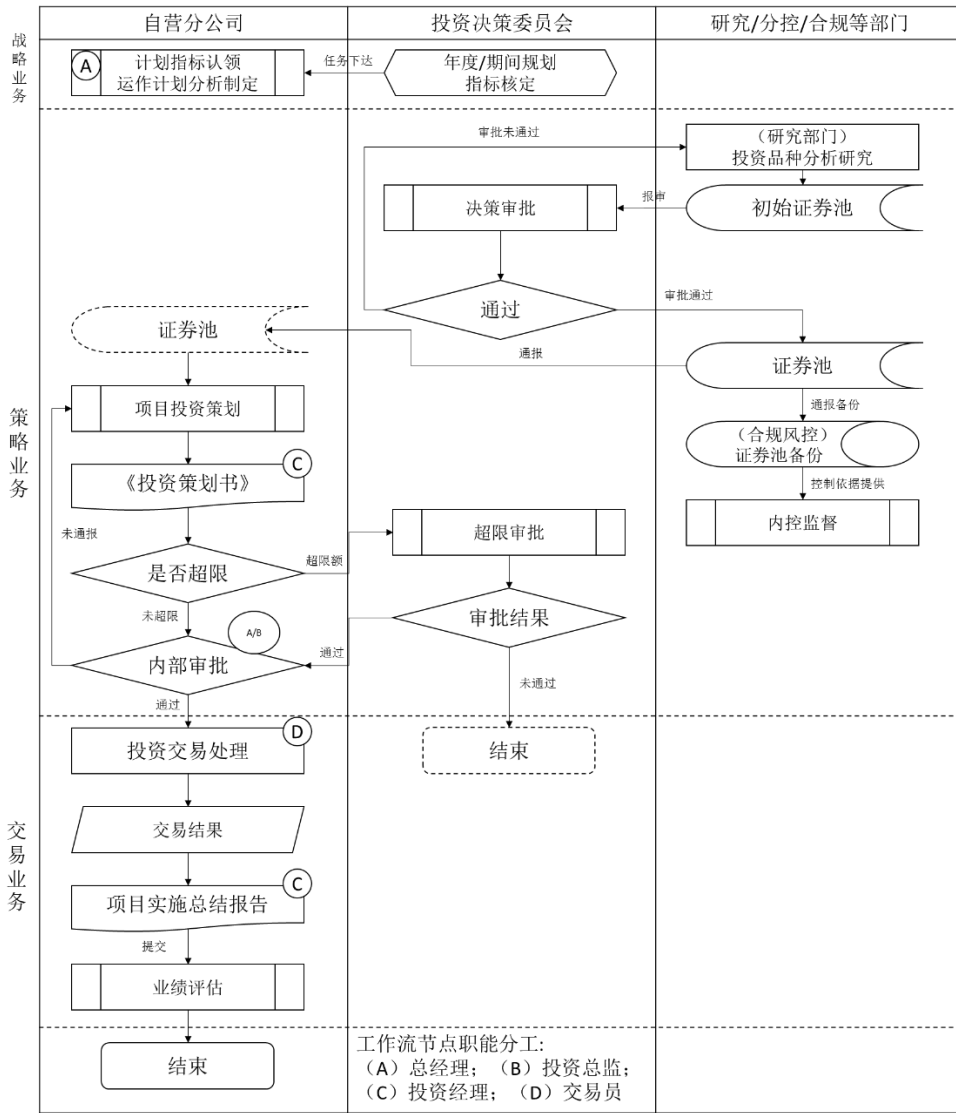 自营分公司
投资决策委员会
研究/分控/合规等部门
战略业务
A
计划指标认领
运作计划分析制定
任务下达
年度/期间规划
指标核定
策略业务
审批未通过
（研究部门）
投资品种分析研究
决策审批
报审
初始证券池
通过
审批通过
证券池
通报
证券池
项目投资策划
通报备份
（合规风控）
证券池备份
C
《投资策划书》
控制依据提供
未通报
超限审批
内控监督
是否超限
超限额
未超限
A/B
审批结果
内部审批
通过
未通过
通过
交易业务
D
投资交易处理
结束
交易结果
C
项目实施总结报告
提交
业绩评估
结束
工作流节点职能分工:
（A）总经理；（B）投资总监；
（C）投资经理；（D）交易员